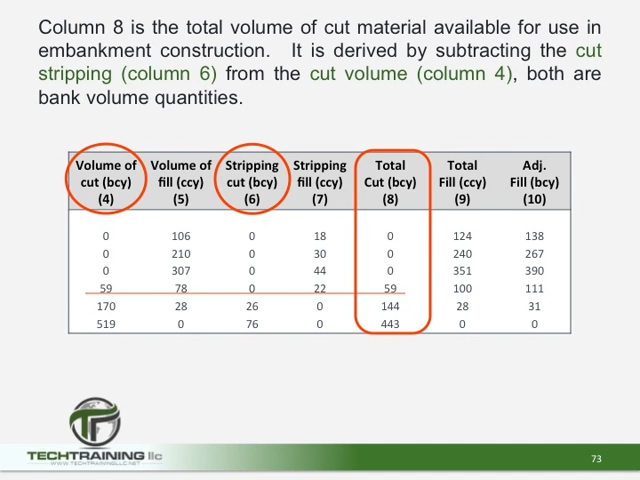 Column 8 is the total volume of cut material available for use in
embankment construction. It is derived by subtracting the cut
stripping (column 6) from the cut volume (column 4), both are
bank volume quantities.
Volume of Volume of Stripping Stripping Total Total Adj.
cut (bcy) fill (ccy) cut (bcy) fill (ccy) Cut (bcy) Fill (ccy) Fill (bcy)
(4) (5) (6) (7) (8) (9) (10)
0 106 0 18 0 124 138
0 210 0 30 0 240 267
0 307 0 44 0 351 390
59 78 0 22 59 100 111
170 28 26 0 144 28 31
519 0 76 0 443 0 0
TECHTRAINING llc
WWW.TECHTRAININGLLC.NET
73